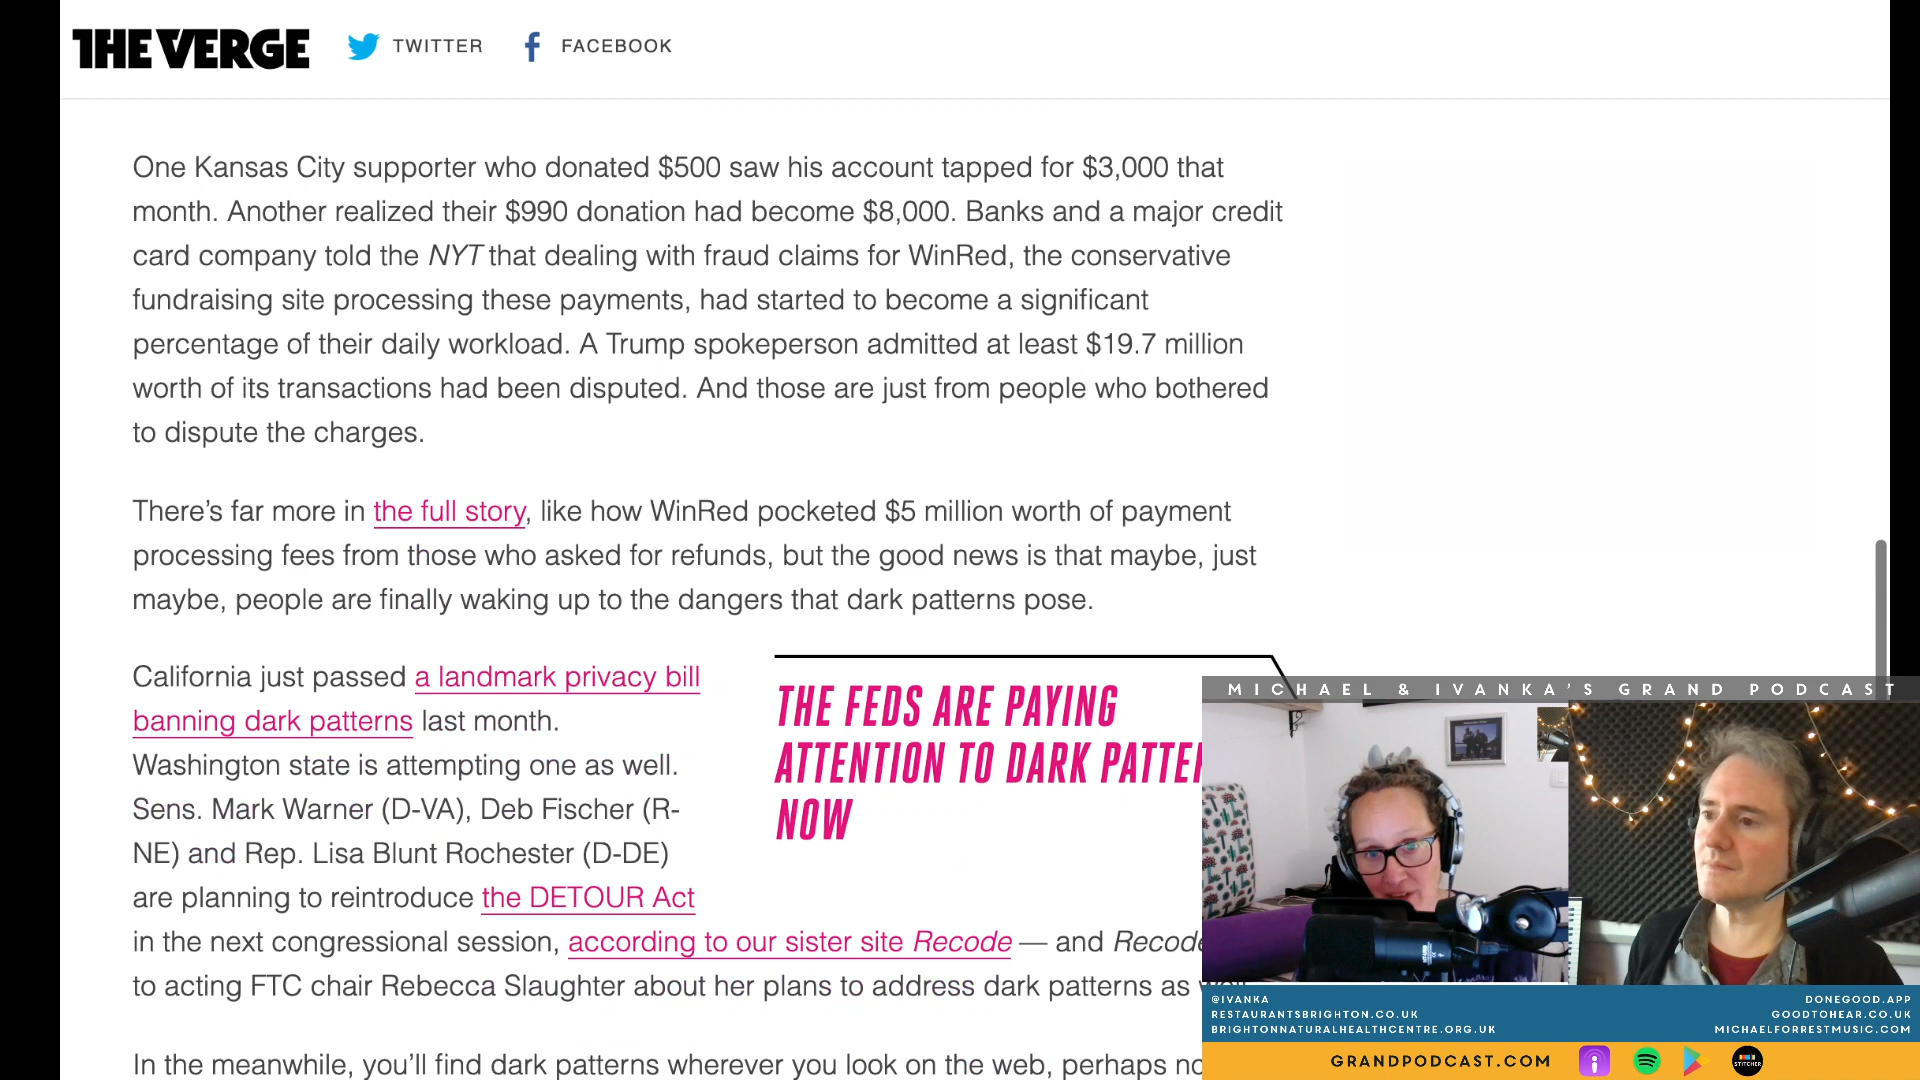 THE VERGE TWITTER FACEBOOK
One Kansas City supporter who donated $500 saw his account tapped for $3,000 that
month. Another realized their $990 donation had become $8,000. Banks and a major credit
card company told the NYT that dealing with fraud claims for WinRed, the conservative
fundraising site processing these payments, had started to become a significant
percentage of their daily workload. A Trump spokeperson admitted at least $19.7 million
worth of its transactions had been disputed. And those are just from people who bothered
to dispute the charges.
There’s far more in the full story, like how WinRed pocketed $5 million worth of payment
processing fees from those who asked for refunds, but the good news is that maybe, just
maybe, people are finally waking up to the dangers that dark patterns pose.
California just passed a landmark privacy bill
banning dark patterns last month.
Washington state is attempting one as well.
Sens. Mark Warner (D-VA), Deb Fischer (R-
NE) and Rep. Lisa Blunt Rochester (D-DE)
are planning to reintroduce the DETOUR Act
in the next congressional session, according to our sister site Recode — and Recode
to acting FTC chair Rebecca Slaughter about her plans to address dark patterns as well.
In the meanwhile, you’ll find dark patterns wherever you look on the web, perhaps
THE FEDS ARE PAYING
ATTENTION TO DARK
NOW
MICHAEL & IVANKA'S GRAND PODCAST
@IVANKA
RESTAURANTSBRIGHTON.CO.UK
BRIGHTONNATURALHEALTHCENTRE.ORG.UK
DONEGOOD.APP
GOODTOHEAR.CO.UK
MICHAELFORRESTMUSIC.COM
GRANDPODCAST.COM
STITCHER